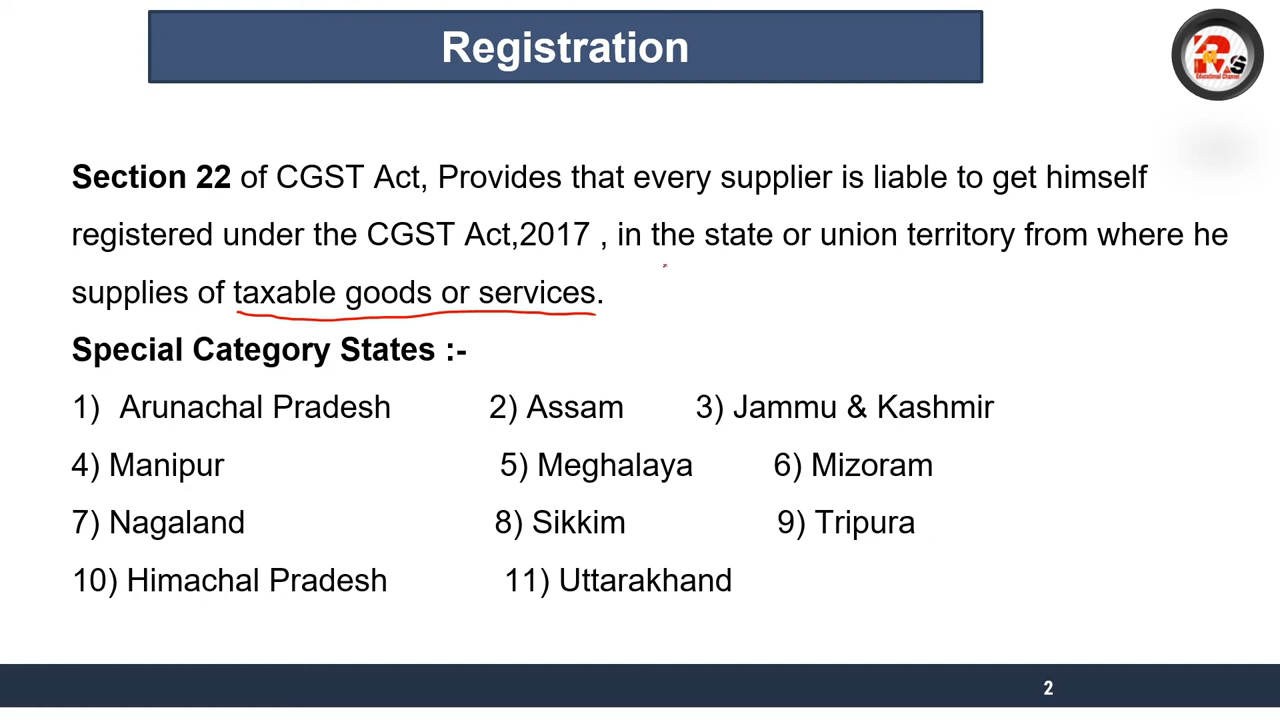 Registration
Section 22 of CGST Act, Provides that every supplier is liable to get himself
registered under the CGST Act,2017 , in the state or union territory from where he
supplies of taxable goods or services.
Special Category States :-
1) Arunachal Pradesh 2) Assam 3) Jammu & Kashmir
4) Manipur 5) Meghalaya 6) Mizoram
7) Nagaland 8) Sikkim 9) Tripura
10) Himachal Pradesh 11) Uttarakhand
2
Educational Channel